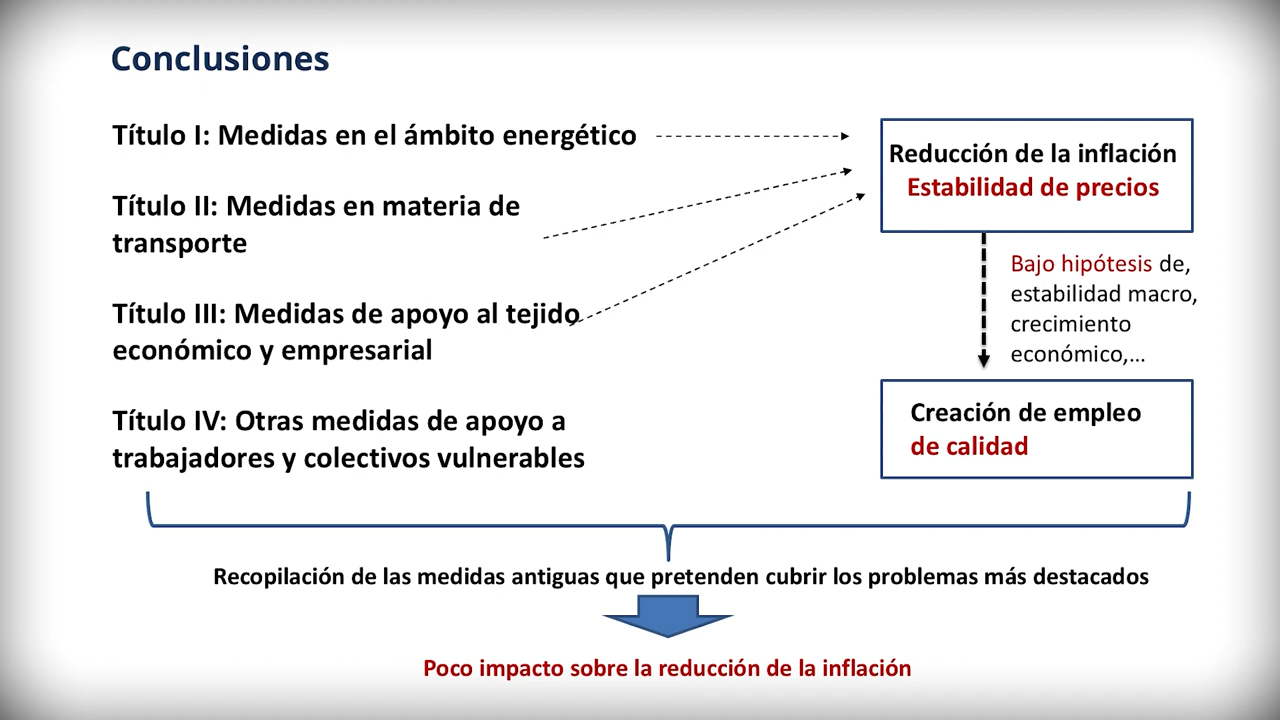 Conclusiones
Título I: Medidas en el ámbito energético
Título II: Medidas en materia de
transporte
Título III: Medidas de apoyo al tejido
económico y empresarial
Título IV: Otras medidas de apoyo a
trabajadores y colectivos vulnerables
Reducción de la inflación
Estabilidad de precios
Bajo hipótesis de,
estabilidad macro,
crecimiento
económico,...
Creación de empleo
de calidad
Recopilación de las medidas antiguas que pretenden cubrir los problemas más destacados
Poco impacto sobre la reducción de la inflación